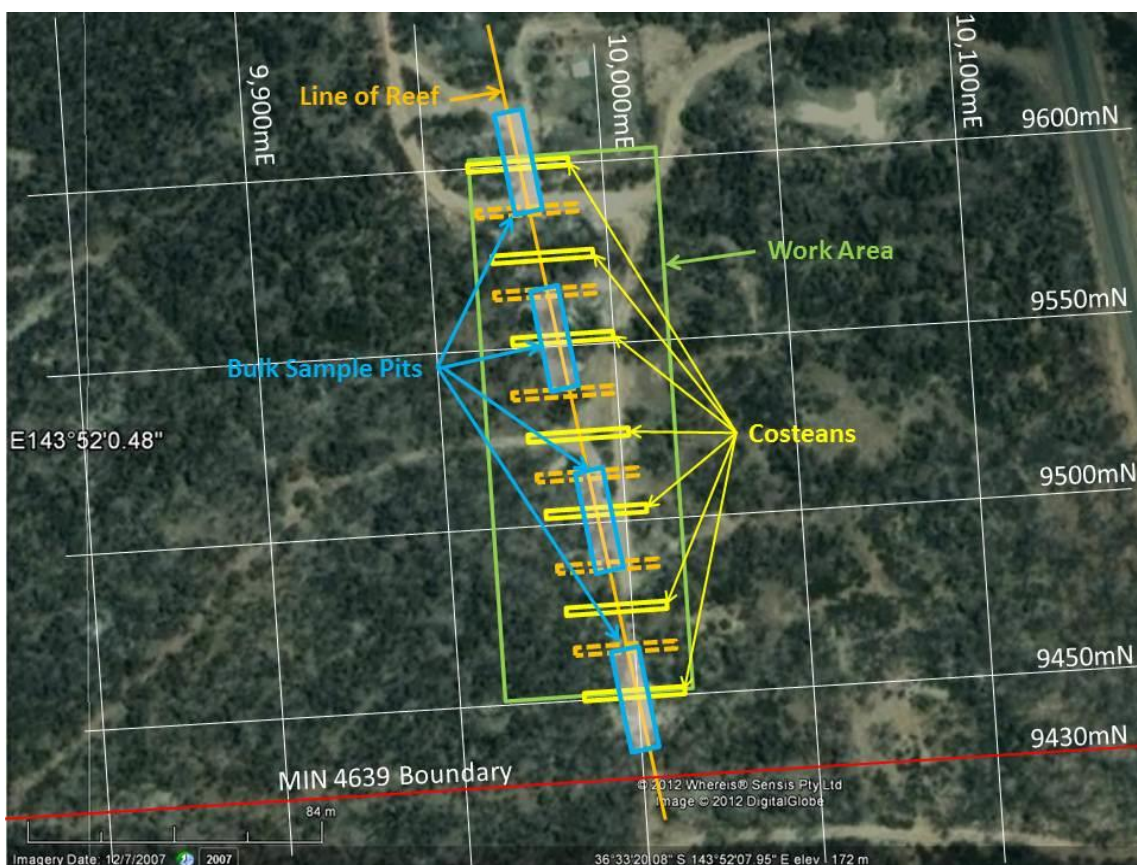 9,900mE
10,000mE
10,100mE
Line of Reef
9600mN
Work Area
9550mN
Bulk Sample Pits
Costeans
E143°52'0.48"
9500mN
9450mN
9430mN
MIN 4639 Boundary
© 2012 Whereis® Sensis Pty Ltd
Image © 2012 DigitalGlobe
84 m
Imagery Date: 12/7/2007 2007
36°33'20.08" S 143°52'07.95" E elev 172 m